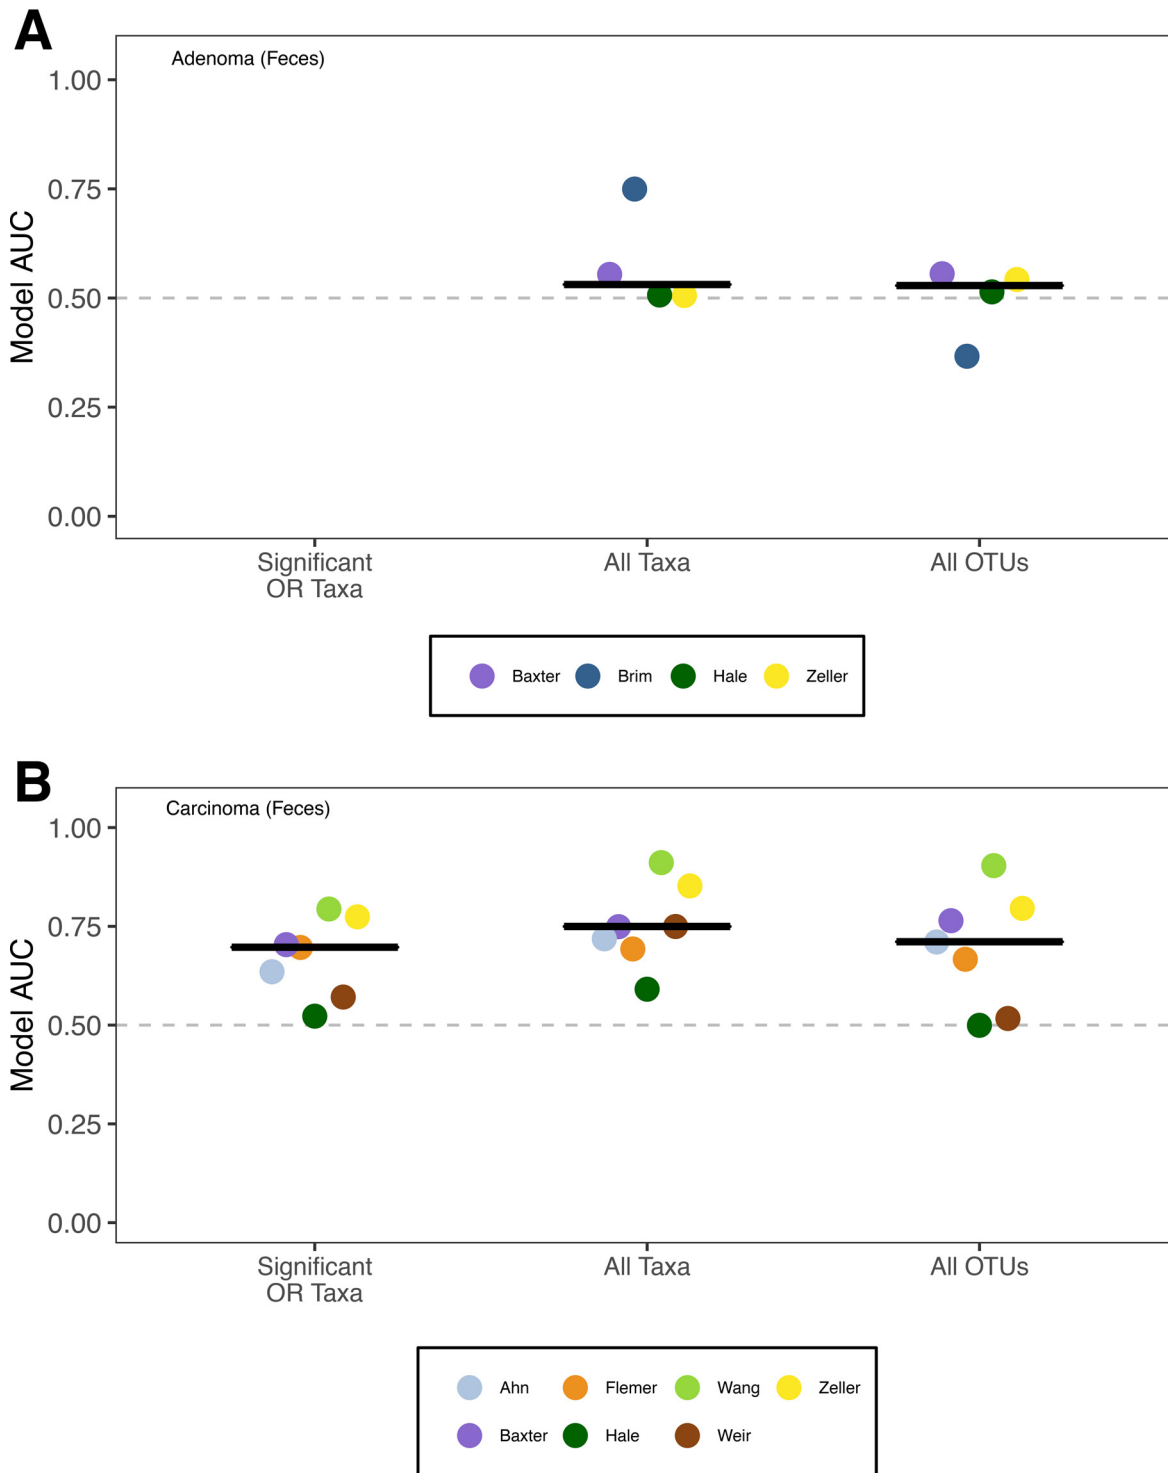 A
Adenoma (Feces)
Model AUC
1.00
0.75
0.50
0.25
0.00
Significant
OR Taxa
All Taxa
All OTUs
Baxter
Brim
Hale
Zeller
B
Carcinoma (Feces)
Model AUC
1.00
0.75
0.50
0.25
0.00
Significant
OR Taxa
All Taxa
All OTUs
Ahn
Flemer
Wang
Zeller
Baxter
Hale
Weir